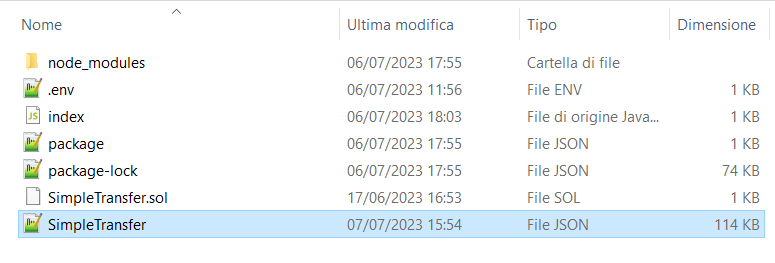 Nome Ultima modifica Tipo Dimensione
node_modules 06/07/2023 17:55 Cartella di file
.env 06/07/2023 11:56 File ENV 1 KB
JS index 06/07/2023 18:03 File di origine Java... 1 KB
package 06/07/2023 17:55 File JSON 1 KB
package-lock 06/07/2023 17:55 File JSON 74 KB
SimpleTransfer.sol 17/06/2023 16:53 File SOL 1 KB
SimpleTransfer 07/07/2023 15:54 File JSON 114 KB